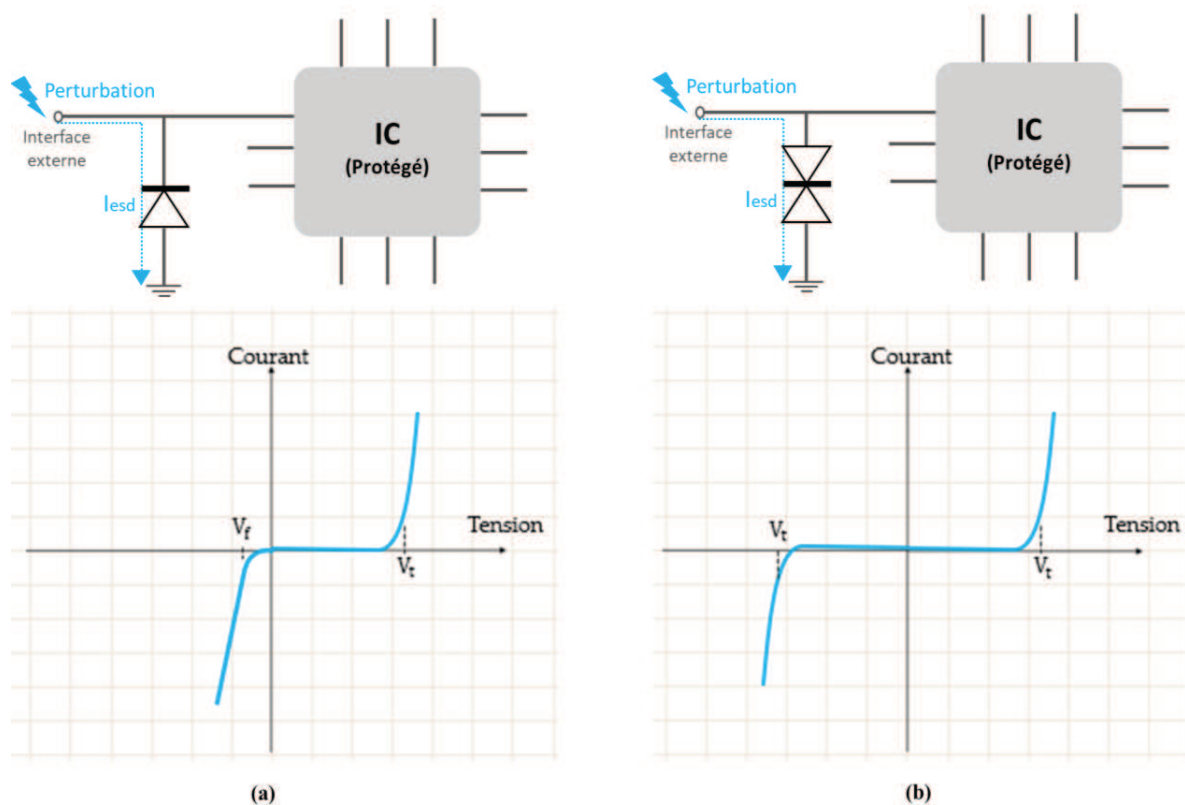 Perturbation
Interface
externe
Iesd
IC
(Protégé)
Perturbation
Interface
externe
Iesd
IC
(Protégé)
Courant
Vf
Tension
Vt
Courant
Vt
Tension
Vt
(a)
(b)